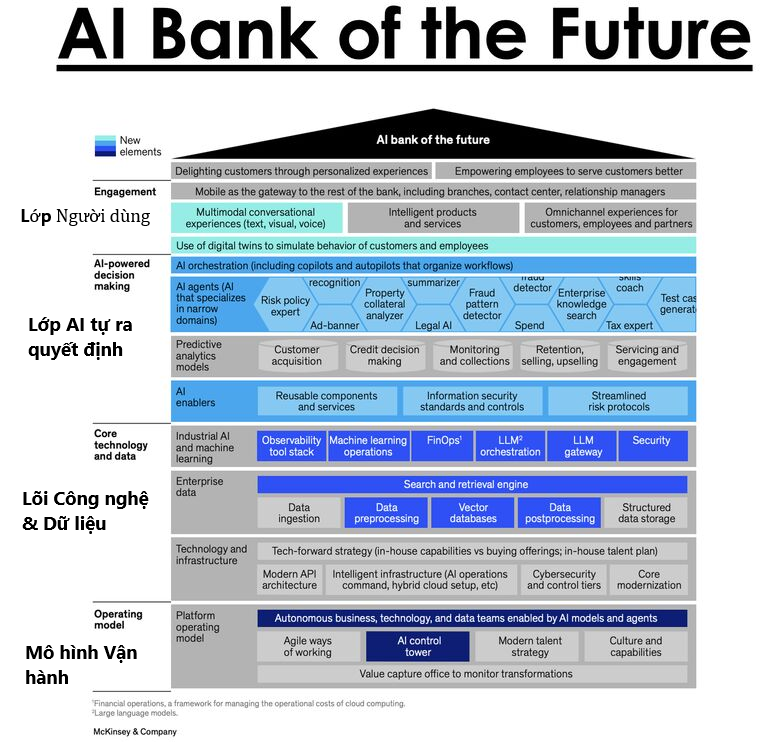 AI Bank of the Future
New
elements
AI bank of the future
Delighting customers through personalized experiences
Empowering employees to serve customers better
Engagement
Mobile as the gateway to the rest of the bank, including branches, contact center, relationship managers
Lớp Người dùng
Multimodal conversational
experiences (text, visual, voice)
Intelligent products
and services
Omnichannel experiences for
customers, employees and partners
Use of digital twins to simulate behavior of customers and employees
AI-powered
decision
making
AI orchestration (including copilots and autopilots that organize workflows)
Lớp AI tự ra
quyết định
AI agents (AI
that specializes
in narrow
domains)
Risk policy
expert
recognition
Ad-banner
Property
collateral
analyzer
summarizer
Legal AI
Fraud
pattern
detector
fraud
detector
Spend
Enterprise
knowledge
search
skills
coach
Tax expert
Test cas
generat
Predictive
analytics
models
Customer
acquisition
Credit decision
making
Monitoring
and collections
Retention,
selling, upselling
Servicing and
engagement
AI
enablers
Reusable components
and services
Information security
standards and controls
Streamlined
risk protocols
Core
technology
and data
Lõi Công nghệ
& Dữ liệu
Industrial AI
and machine
learning
Observability
tool stack
Machine learning
operations
FinOps¹
LLM²
orchestration
LLM
gateway
Security
Enterprise
data
Search and retrieval engine
Data
ingestion
Data
preprocessing
Vector
databases
Data
postprocessing
Structured
data storage
Technology and
infrastructure
Tech-forward strategy (in-house capabilities vs buying offerings; in-house talent plan)
Modern API
architecture
Intelligent infrastructure (AI operations
command, hybrid cloud setup, etc)
Cybersecurity
and control tiers
Core
modernization
Operating
model
Mô hình Vận
hành
Platform
operating
model
Autonomous business, technology, and data teams enabled by AI models and agents
Agile ways
of working
AI control
tower
Modern talent
strategy
Culture and
capabilities
Value capture office to monitor transformations
¹Financial operations, a framework for managing the operational costs of cloud computing.
²Large language models.
McKinsey & Company